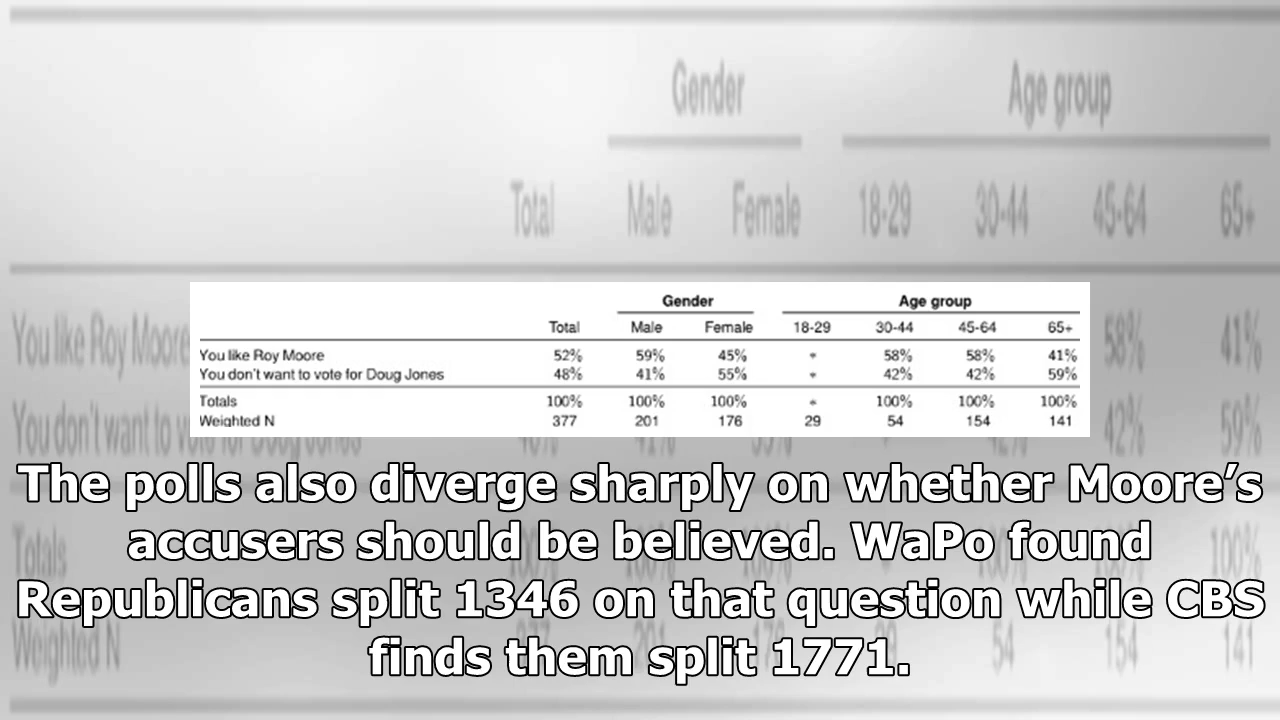 Gender Age group
Total Male Female 18-29 30-44 45-64 65+
You like Roy Moore 52% 59% 45% * 58% 58% 41%
You don't want to vote for Doug Jones 48% 41% 55% * 42% 42% 59%
Totals 100% 100% 100% * 100% 100% 100%
Weighted N 377 201 176 29 54 154 141
The polls also diverge sharply on whether Moore’s
accusers should be believed. WaPo found
Republicans split 1346 on that question while CBS
finds them split 1771.